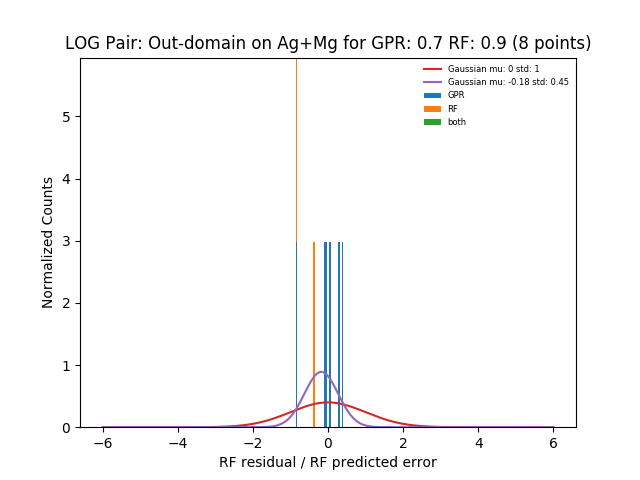 LOG Pair: Out-domain on Ag+Mg for GPR: 0.7 RF: 0.9 (8 points)
Gaussian mu: 0 std: 1
Gaussian mu: -0.18 std: 0.45
GPR
RF
both
Normalized Counts
5
4
3
2
1
0
−6
−4
−2
0
2
4
6
RF residual / RF predicted error